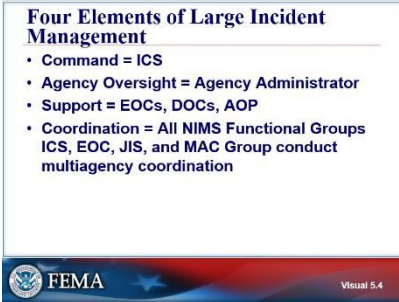 Four Elements of Large Incident
Management
• Command = ICS
• Agency Oversight = Agency Administrator
• Support = EOCs, DOCs, AOP
• Coordination = All NIMS Functional Groups
ICS, EOC, JIS, and MAC Group conduct
multiagency coordination
FEMA
Visual 5.4